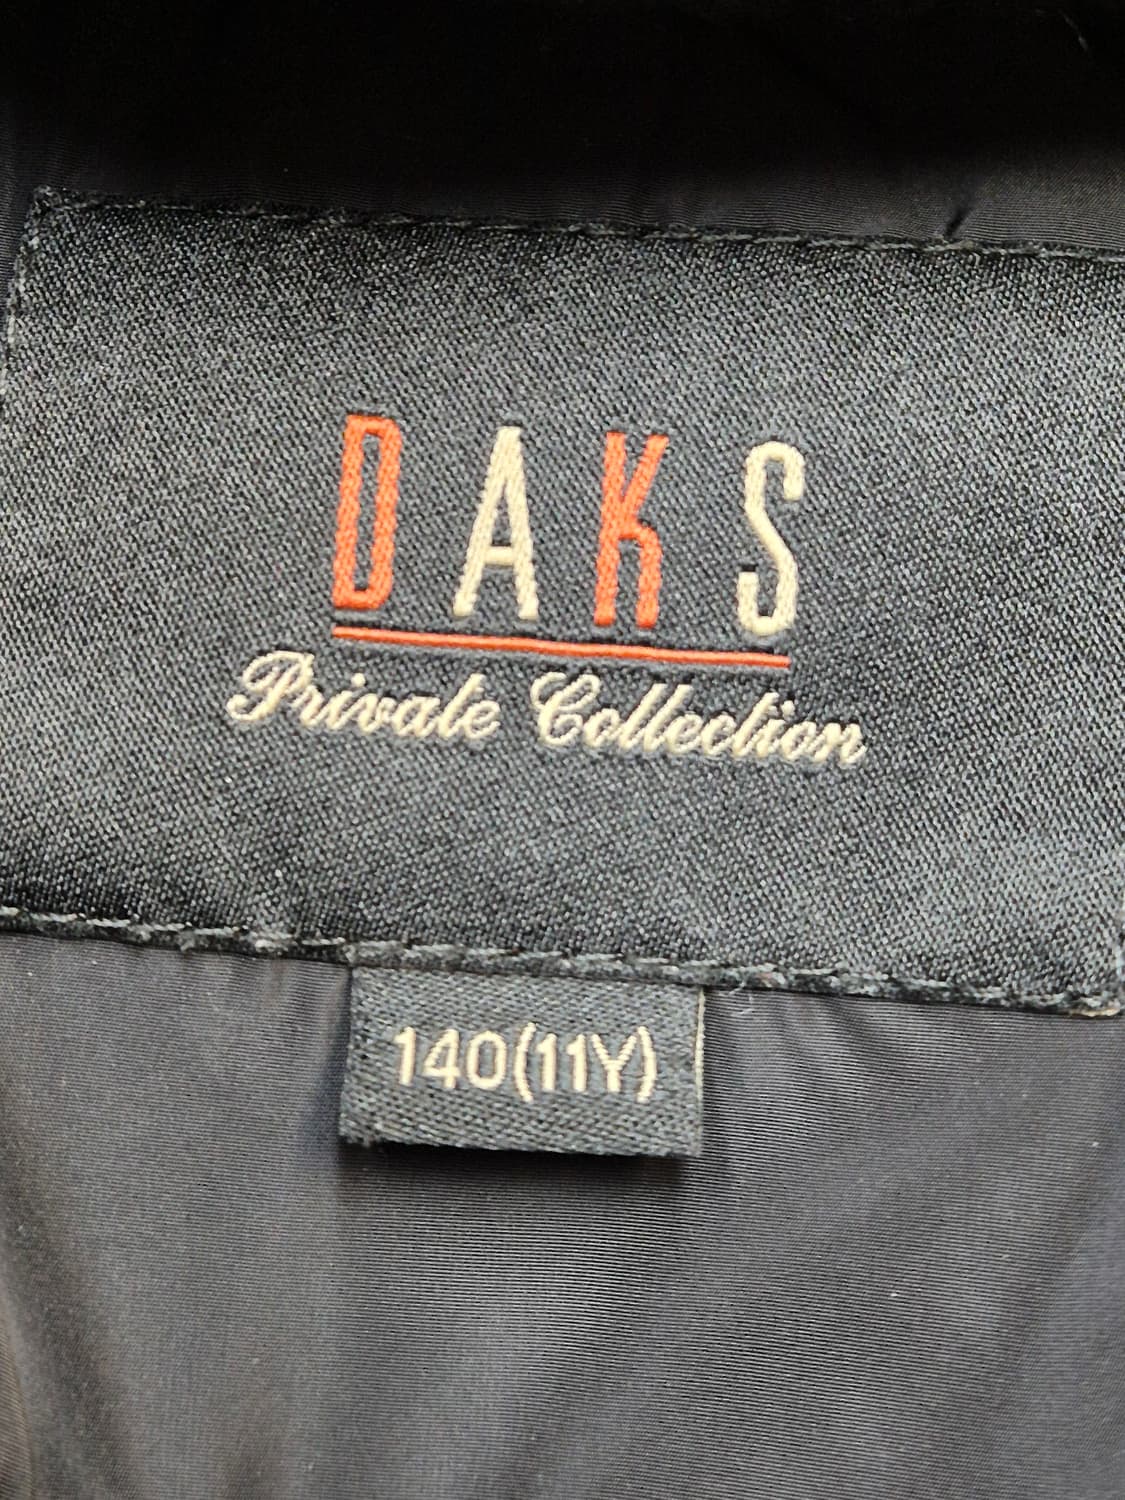 DAKS
Private Collection
140(11Y)